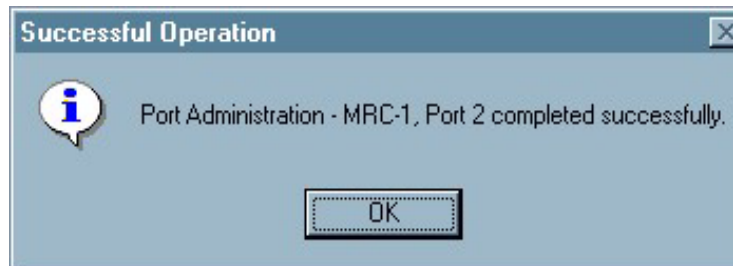 Successful Operation
Port Administration - MRC-1, Port 2 completed successfully.
OK